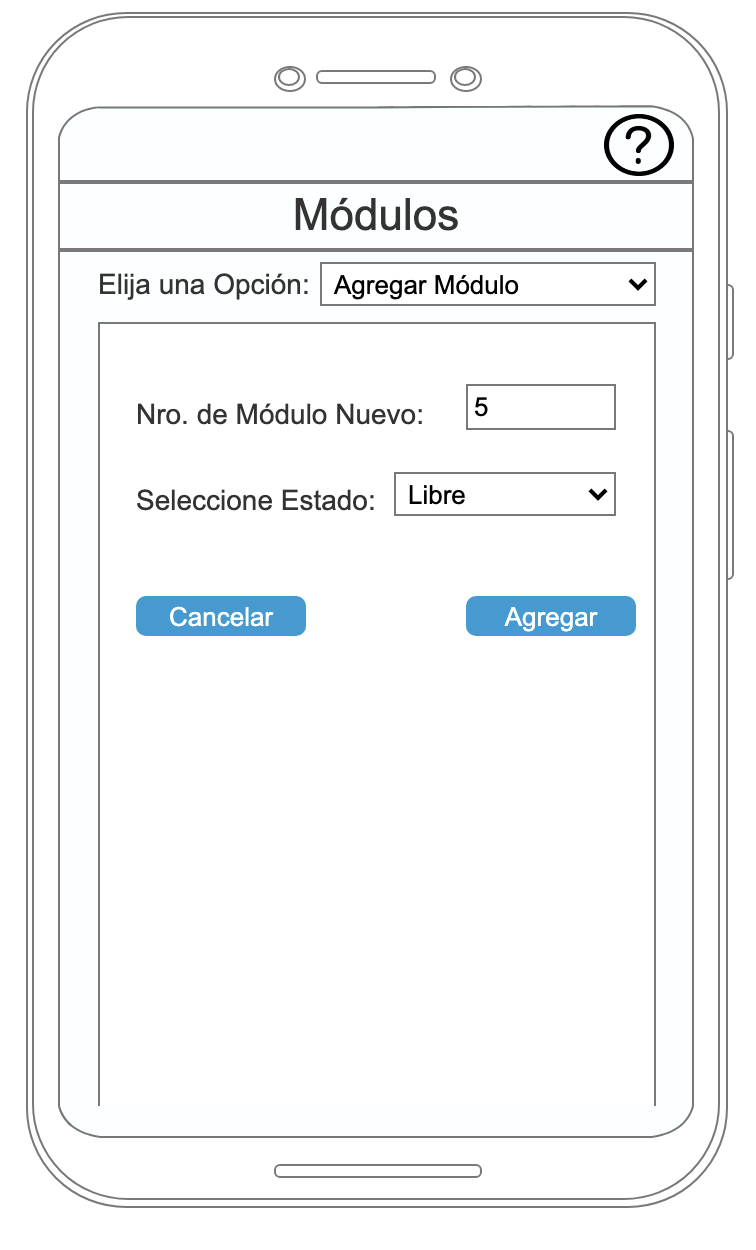 ?
Módulos
Elija una Opción: Agregar Módulo
Nro. de Módulo Nuevo: 5
Seleccione Estado: Libre
Cancelar Agregar